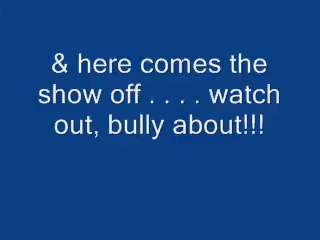 & here comes the
show off . . . . watch
out, bully about!!!